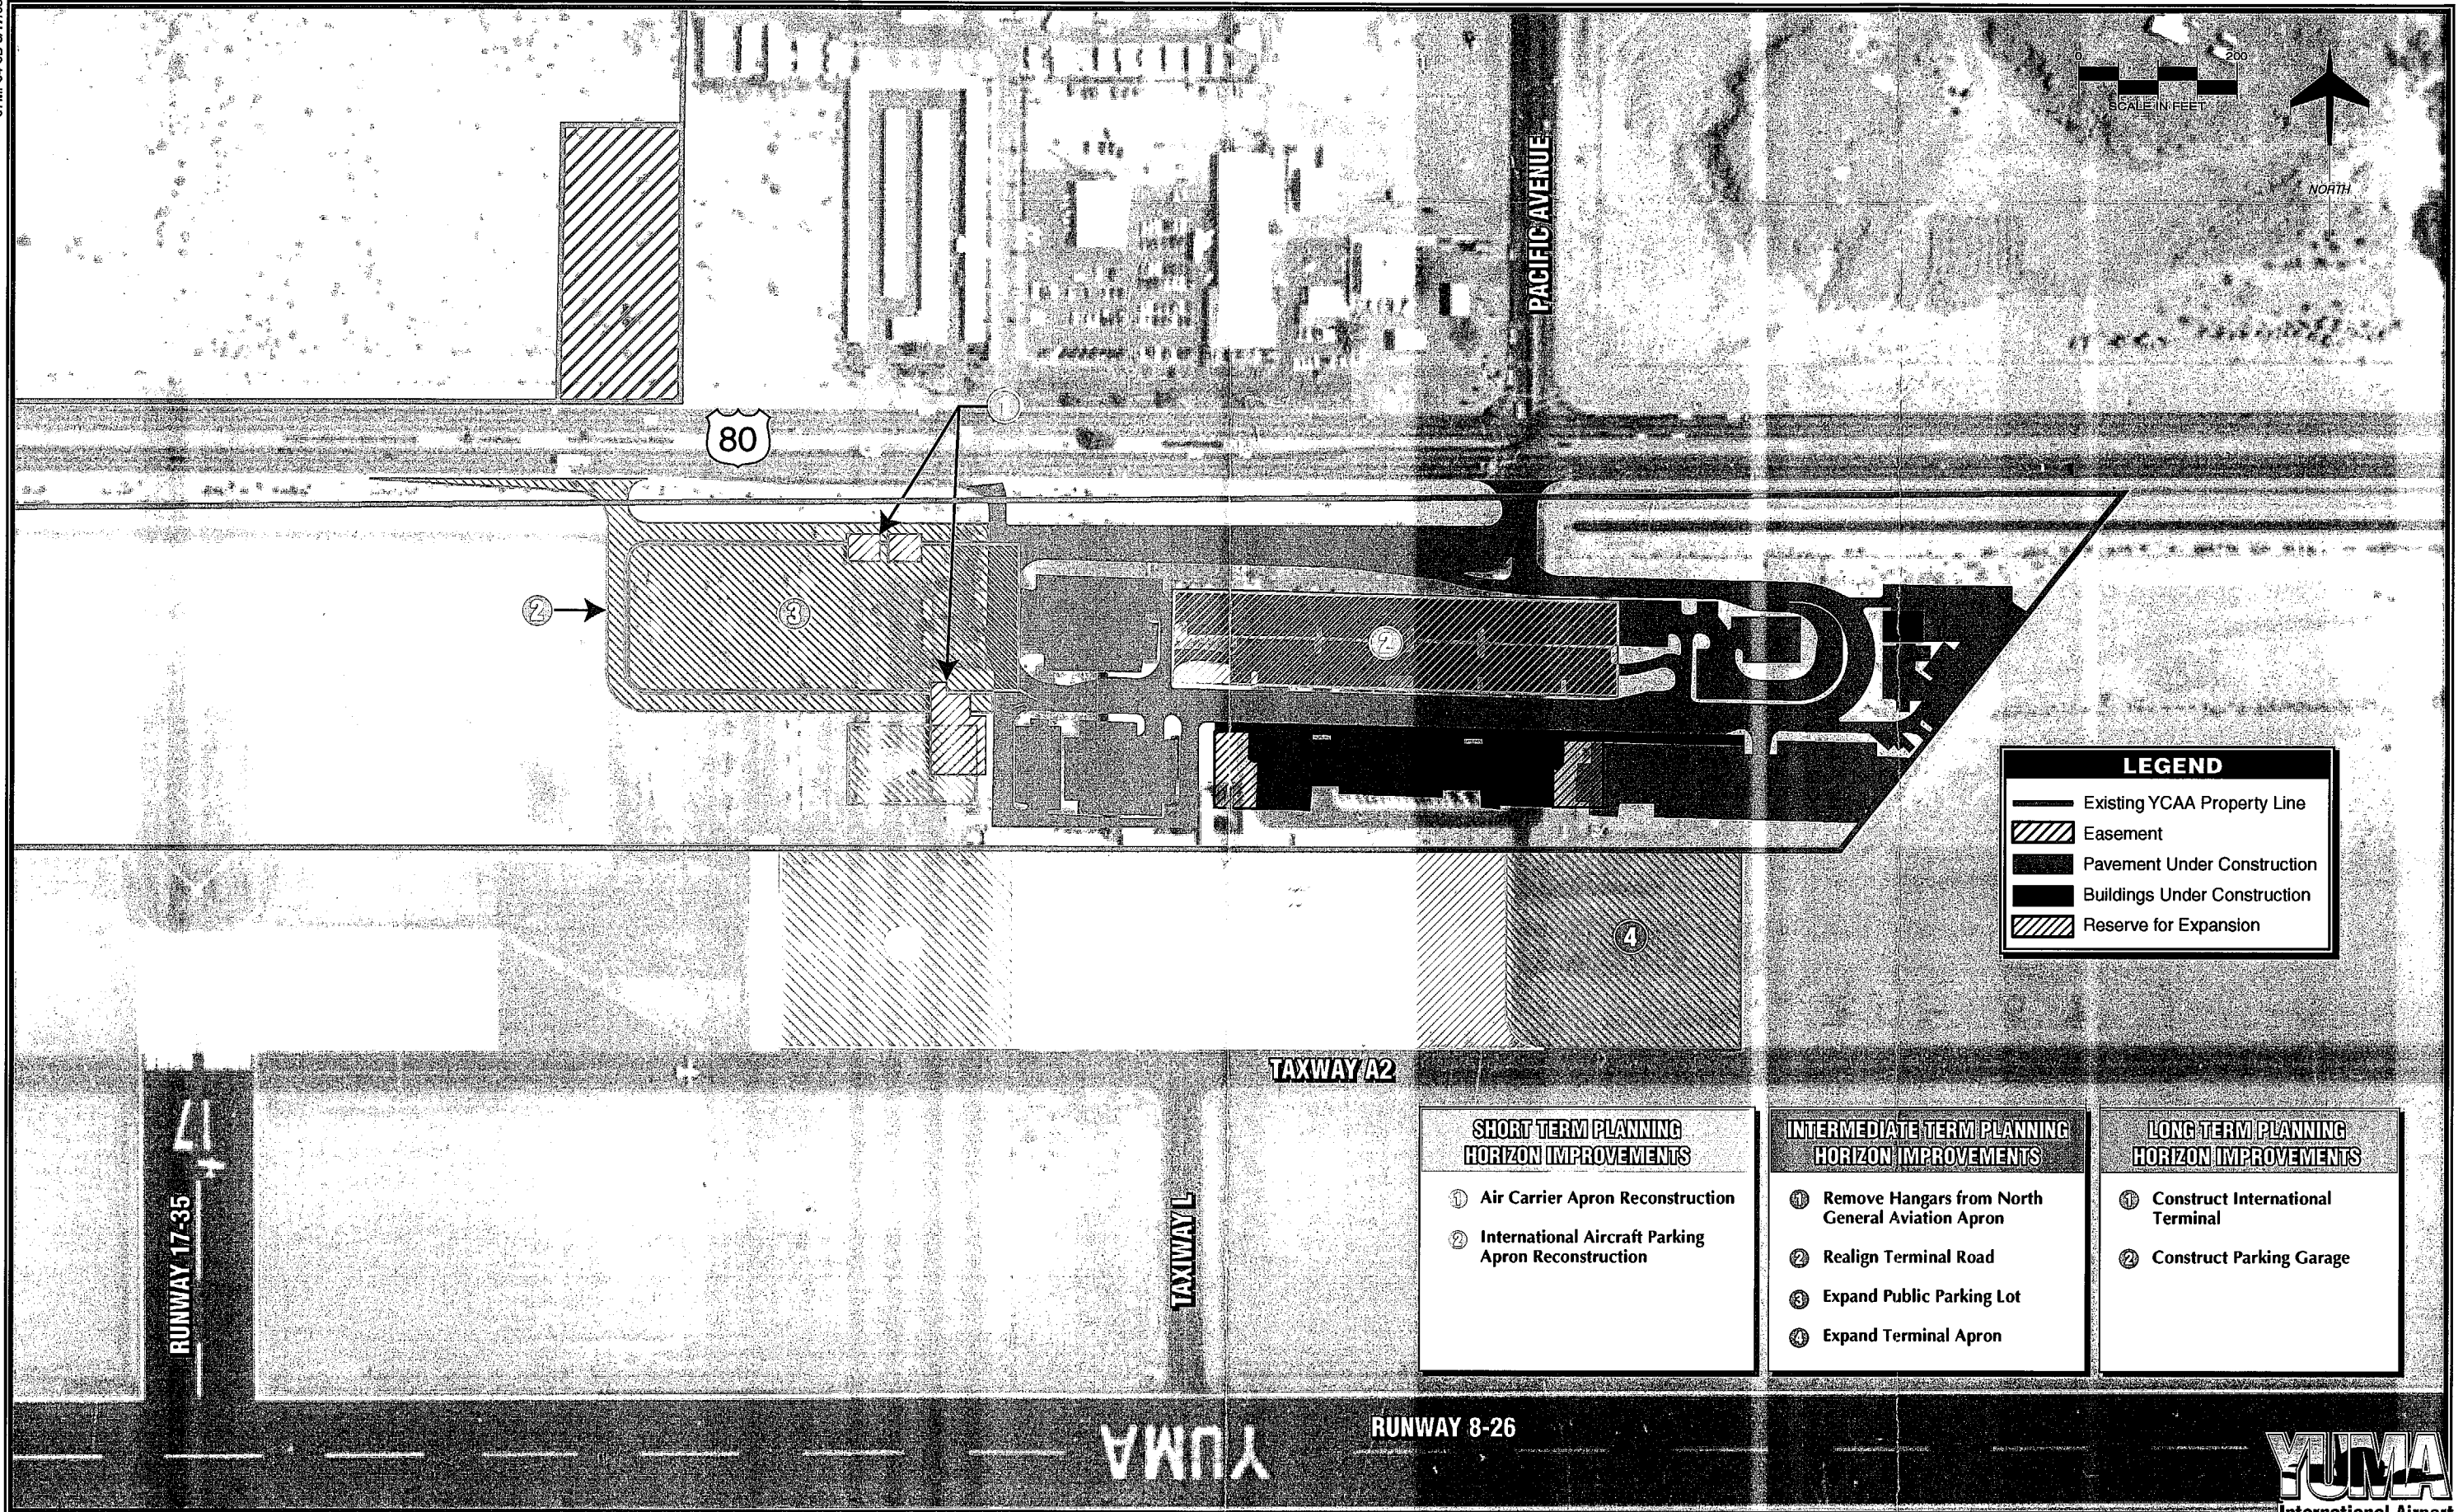 0
200
SCALE IN FEET
NORTH
PACIFIC AVENUE
80
1
2
3
2
4
LEGEND
Existing YCAA Property Line
Easement
Pavement Under Construction
Buildings Under Construction
Reserve for Expansion
TAXWAY A2
TAXIWAY L
17
RUNWAY 17-35
SHORT TERM PLANNING
HORIZON IMPROVEMENTS
1 Air Carrier Apron Reconstruction
2 International Aircraft Parking
Apron Reconstruction
INTERMEDIATE TERM PLANNING
HORIZON IMPROVEMENTS
1 Remove Hangars from North
General Aviation Apron
2 Realign Terminal Road
3 Expand Public Parking Lot
4 Expand Terminal Apron
LONG TERM PLANNING
HORIZON IMPROVEMENTS
1 Construct International
Terminal
2 Construct Parking Garage
YUMA
RUNWAY 8-26
YUMA
International Airport